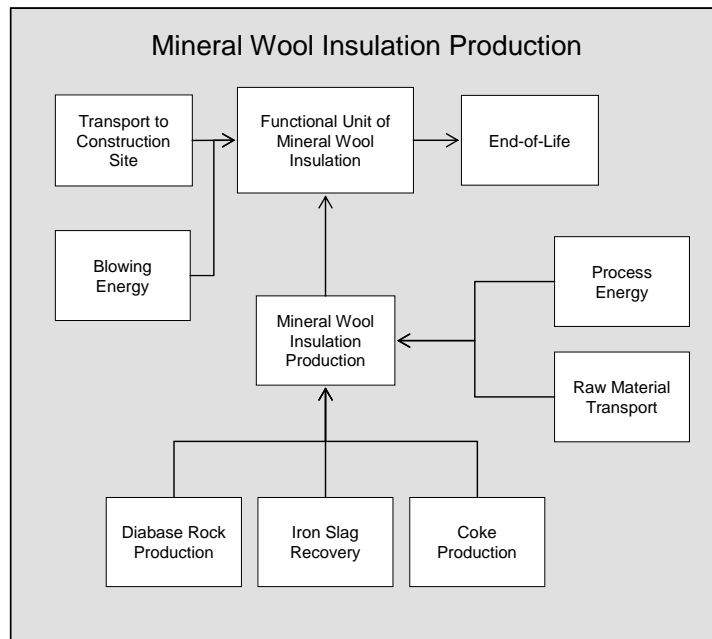 Mineral Wool Insulation Production
Transport to
Construction
Site
Functional Unit of
Mineral Wool
Insulation
End-of-Life
Blowing
Energy
Process
Energy
Mineral Wool
Insulation
Production
Raw Material
Transport
Diabase Rock
Production
Iron Slag
Recovery
Coke
Production